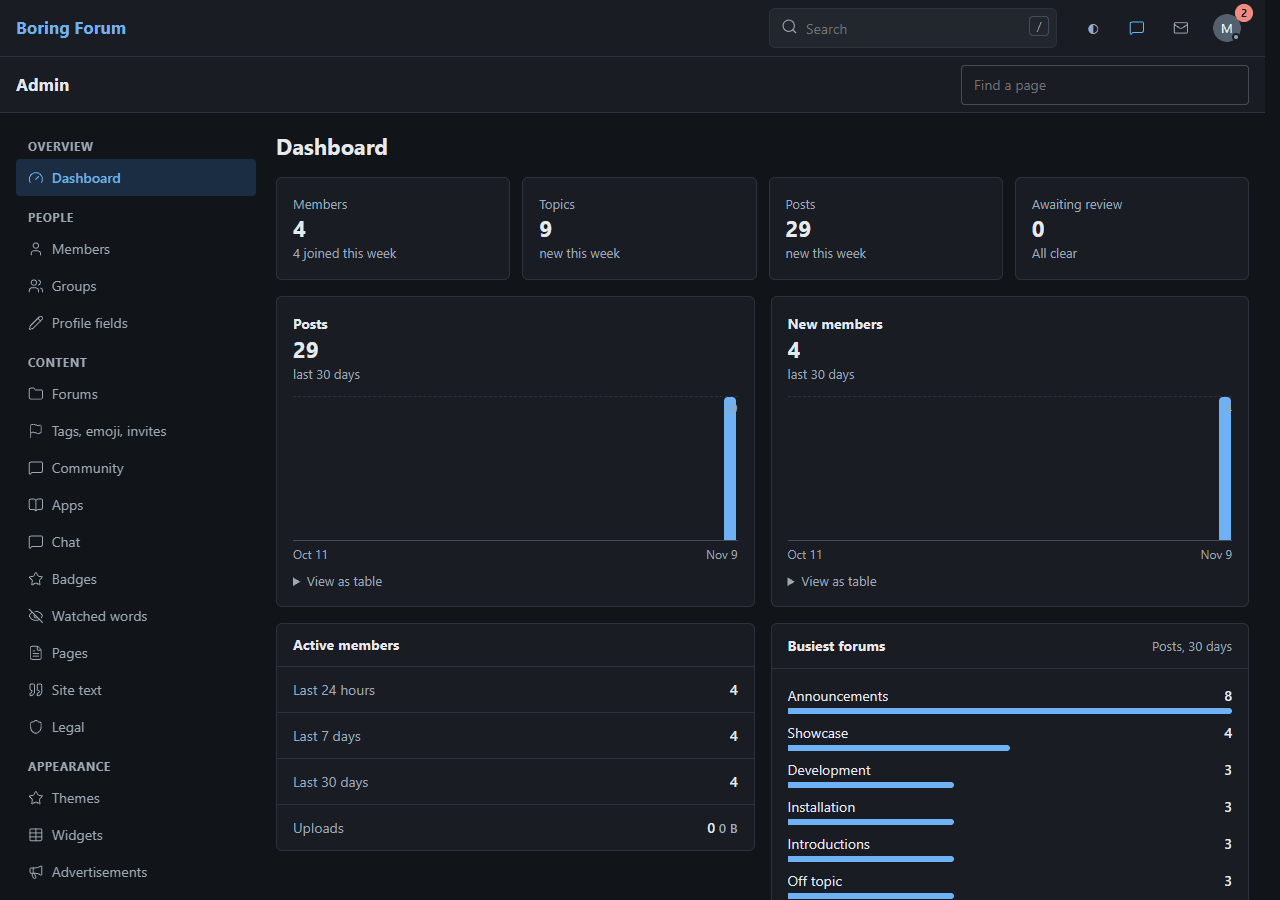 Boring Forum
Search
/
M
2
Admin
Find a page
OVERVIEW
Dashboard
PEOPLE
Members
Groups
Profile fields
CONTENT
Forums
Tags, emoji, invites
Community
Apps
Chat
Badges
Watched words
Pages
Site text
Legal
APPEARANCE
Themes
Widgets
Advertisements
Dashboard
Members
4
4 joined this week
Topics
9
new this week
Posts
29
new this week
Awaiting review
0
All clear
Posts
29
last 30 days
Oct 11
Nov 9
View as table
New members
4
last 30 days
Oct 11
Nov 9
View as table
Active members
Last 24 hours 4
Last 7 days 4
Last 30 days 4
Uploads 0 0 B
Busiest forums Posts, 30 days
Announcements 8
Showcase 4
Development 3
Installation 3
Introductions 3
Off topic 3